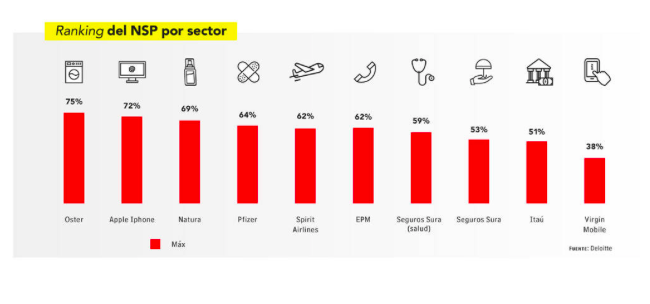 Ranking del NSP por sector
75%
72%
69%
64%
62%
62%
59%
53%
51%
38%
Oster
Apple Iphone
Natura
Pfizer
Spirit
Airlines
EPM
Seguros Sura
(salud)
Seguros Sura
Itaú
Virgin
Mobile
Máx
Fuente: Deloitte